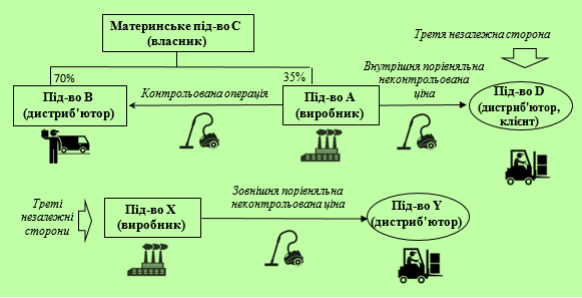 Материнське під-во С
(власник)
Третя незалежна сторона
70%
35%
Внутрішня порівняльна
неконтрольована
ціна
Під-во В
(дистриб'ютор)
Контрольована операція
Під-во А
(виробник)
Під-во D
(дистриб'ютор,
клієнт)
Зовнішня порівняльна
неконтрольована ціна
Треті
незалежні
сторони
Під-во Х
(виробник)
Під-во Y
(дистриб'ютор)